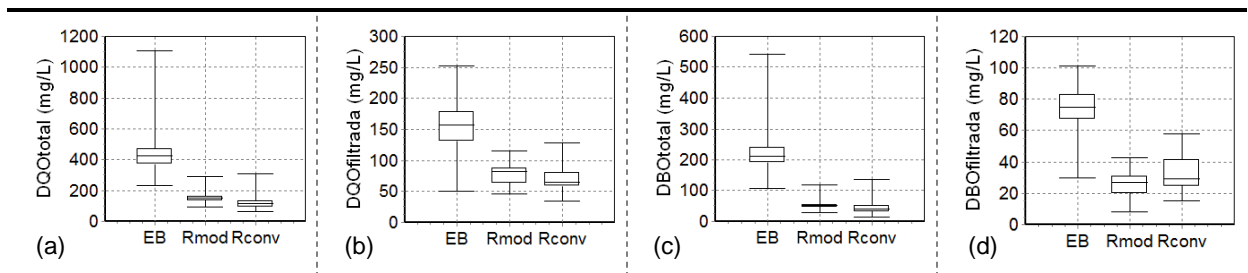 DQOtotal (mg/L)
1200
1000
800
600
400
200
0
EB Rmod Rconv
(a)
DQOfiltrada (mg/L)
300
250
200
150
100
50
0
EB Rmod Rconv
(b)
DBOtotal (mg/L)
600
500
400
300
200
100
0
EB Rmod Rconv
(c)
DBOfiltrada (mg/L)
120
100
80
60
40
20
0
EB Rmod Rconv
(d)